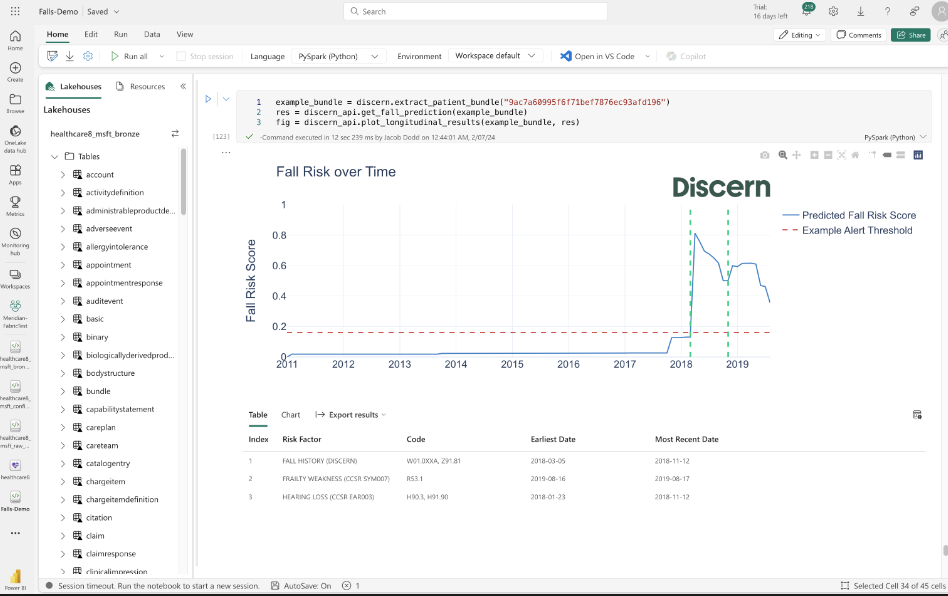 Falls-Demo Saved
Search
Trial:
16 days left
218
Home Edit Run Data View
Editing Comments Share
Run all Stop session Language PySpark (Python) Environment Workspace default Open in VS Code Copilot
Home
Create
Browse
OneLake
data hub
Apps
Metrics
Monitoring
hub
Workspaces
Meridian-
FabricTest
healthcare8_
msft_bron...
healthcare8_
msft_confi...
healthcare8_
msft_raw_...
healthcare8
Falls-Demo
Power BI
Lakehouses Resources
Lakehouses
healthcare8_msft_bronze
Tables
account
activitydefinition
administrableproductde...
adverseevent
allergyintolerance
appointment
appointmentresponse
auditevent
basic
binary
biologicallyderivedprod...
bodystructure
bundle
capabilitystatement
careplan
careteam
catalogentry
chargeitem
chargeitemdefinition
citation
claim
claimresponse
clinicalimpression
1 example_bundle = discern.extract_patient_bundle("9ac7a60995f6f71bef7876ec93afd196")
2 res = discern_api.get_fall_prediction(example_bundle)
3 fig = discern_api.plot_longitudinal_results(example_bundle, res)
[123] -Command executed in 12 sec 239 ms by Jacob Dodd on 12:44:01 AM, 2/07/24 PySpark (Python)
Fall Risk over Time
Discern
Predicted Fall Risk Score
Example Alert Threshold
Fall Risk Score
1
0.8
0.6
0.4
0.2
0
2011 2012 2013 2014 2015 2016 2017 2018 2019
Table Chart Export results
Index Risk Factor Code Earliest Date Most Recent Date
1 FALL HISTORY (DISCERN) W01.0XXA, Z91.81 2018-03-05 2018-11-12
2 FRAILTY WEAKNESS (CCSR SYM007) R53.1 2019-08-16 2019-08-17
3 HEARING LOSS (CCSR EAR003) H90.3, H91.90 2018-01-23 2018-11-12
Session timeout. Run the notebook to start a new session. AutoSave: On 1 Selected Cell 34 of 45 cells